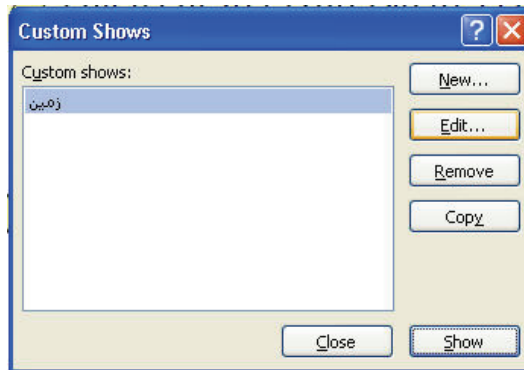 Custom Shows
Custom shows:
زمین
New...
Edit...
Remove
Copy
Close
Show